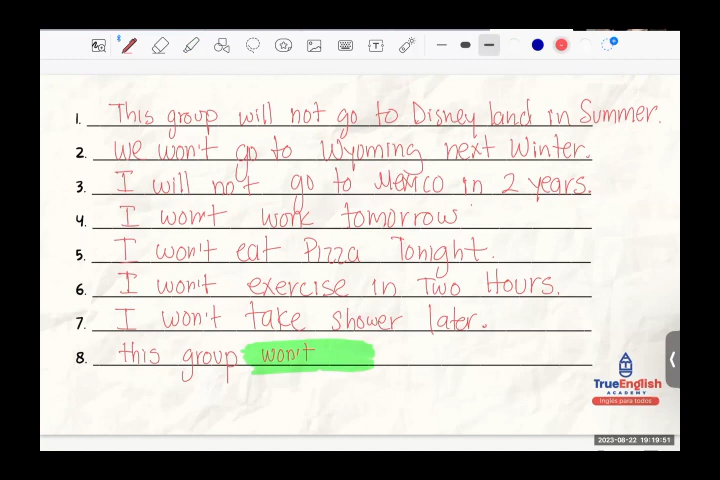 1. This group will not go to Disney land in Summer.
2. We won't go to Wyoming next Winter.
3. I will not go to Mexico in 2 years.
4. I won't work tomorrow
5. I won't eat Pizza Tonight.
6. I won't exercise in Two Hours.
7. I won't take shower later.
8. this group won't
TrueEnglish
ACADEMY
Inglés para todos
2023-08-22 19:19:51